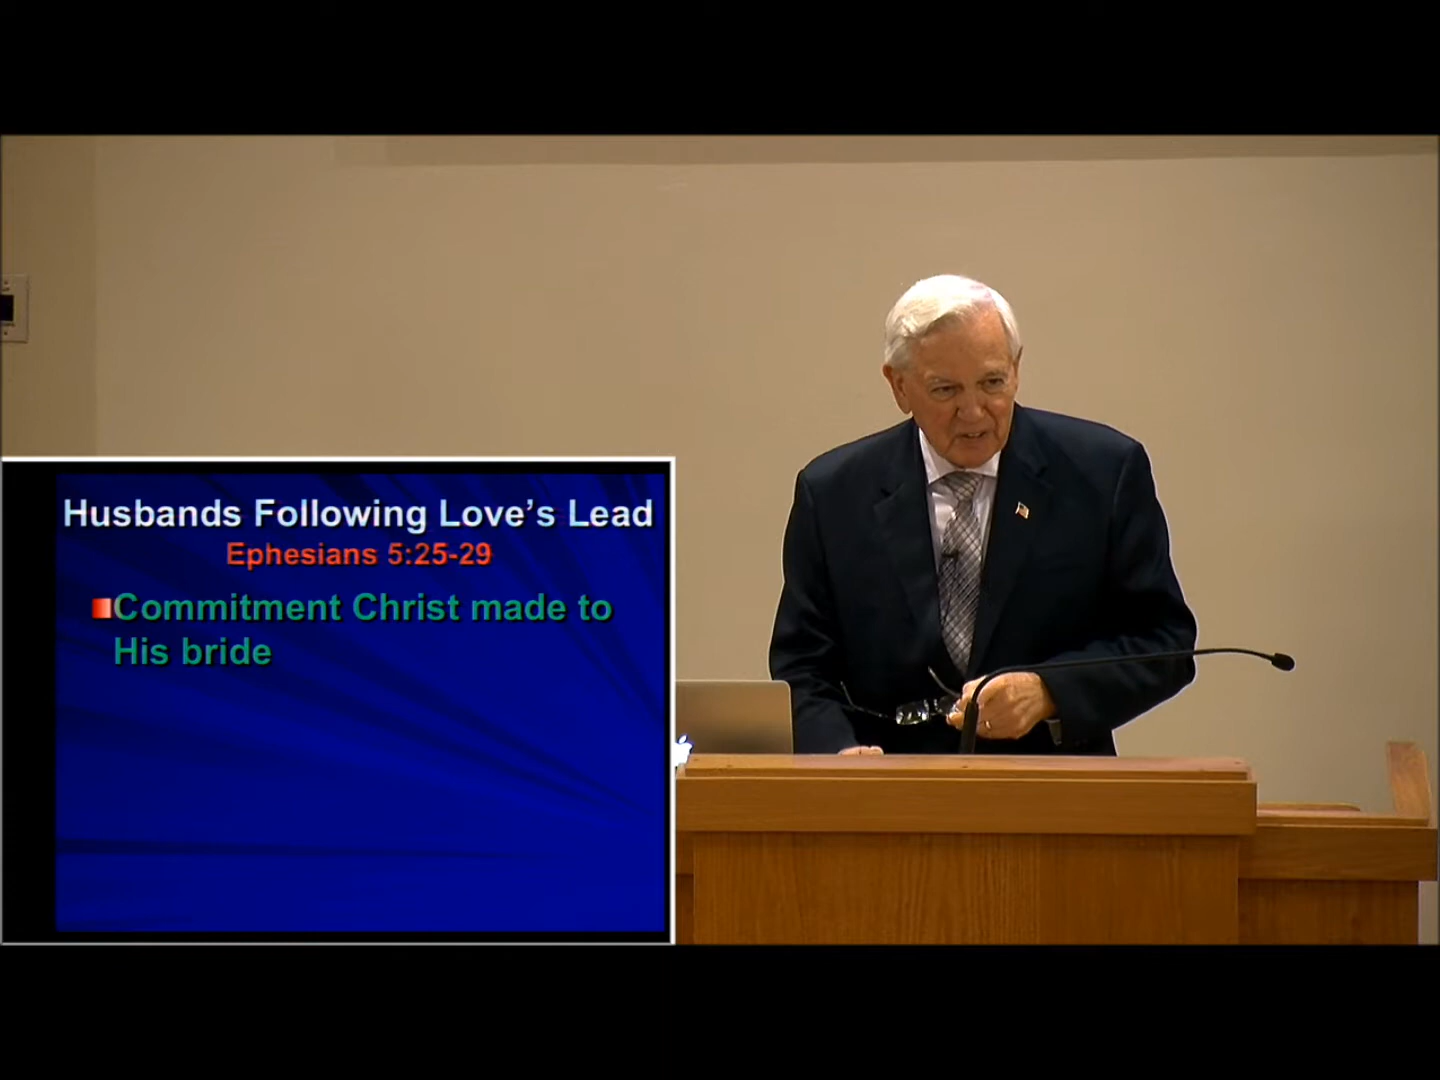 Husbands Following Love's Lead
Ephesians 5:25-29
Commitment Christ made to
His bride